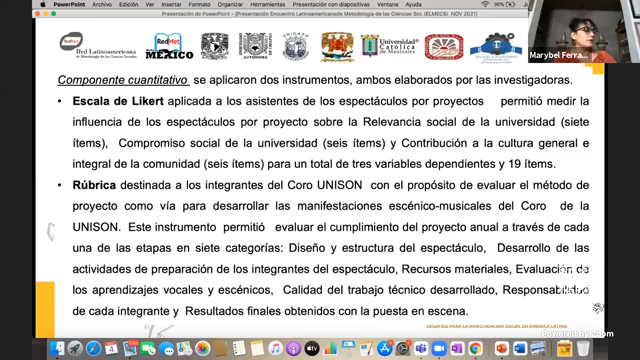 PowerPoint Archivo Edición Ver Insertar Formato Organizar Herramientas Presentación con diapositivas Ventana Ayuda
Presentación de PowerPoint - [Presentación Encuentro Latinoamericanode Metodología de las Ciencias Soc (ELMECS) NOV 2021]
Red Latinoamericana
RedMet
MÉXICO
Universidad
Católica
de Manizales
Marybel Ferra...
Componente cuantitativo se aplicaron dos instrumentos, ambos elaborados por las investigadoras.
• Escala de Likert aplicada a los asistentes de los espectáculos por proyectos permitió medir la
influencia de los espectáculos por proyecto sobre la Relevancia social de la universidad (siete
ítems), Compromiso social de la universidad (seis ítems) y Contribución a la cultura general e
integral de la comunidad (seis ítems) para un total de tres variables dependientes y 19 ítems.
• Rúbrica destinada a los integrantes del Coro UNISON con el propósito de evaluar el método de
proyecto como vía para desarrollar las manifestaciones escénico-musicales del Coro de la
UNISON. Este instrumento permitió evaluar el cumplimiento del proyecto anual a través de cada
una de las etapas en siete categorías: Diseño y estructura del espectáculo, Desarrollo de las
actividades de preparación de los integrantes del espectáculo, Recursos materiales, Evaluación de
los aprendizajes vocales y escénicos, Calidad del trabajo técnico desarrollado, Responsabilidad
de cada integrante y Resultados finales obtenidos con la puesta en escena.
DESAFÍOS PARA LA INVESTIGACIÓN SOCIAL EN AMÉRICA LATINA.
Powered by Zoom